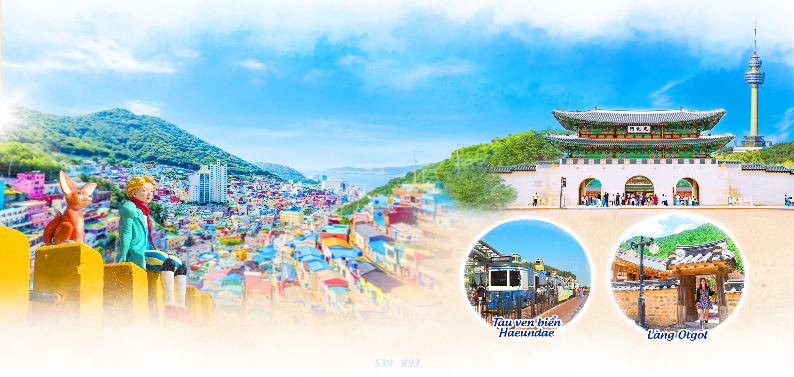 Tàu ven biển
Haeundae
Làng Otgol
539 893